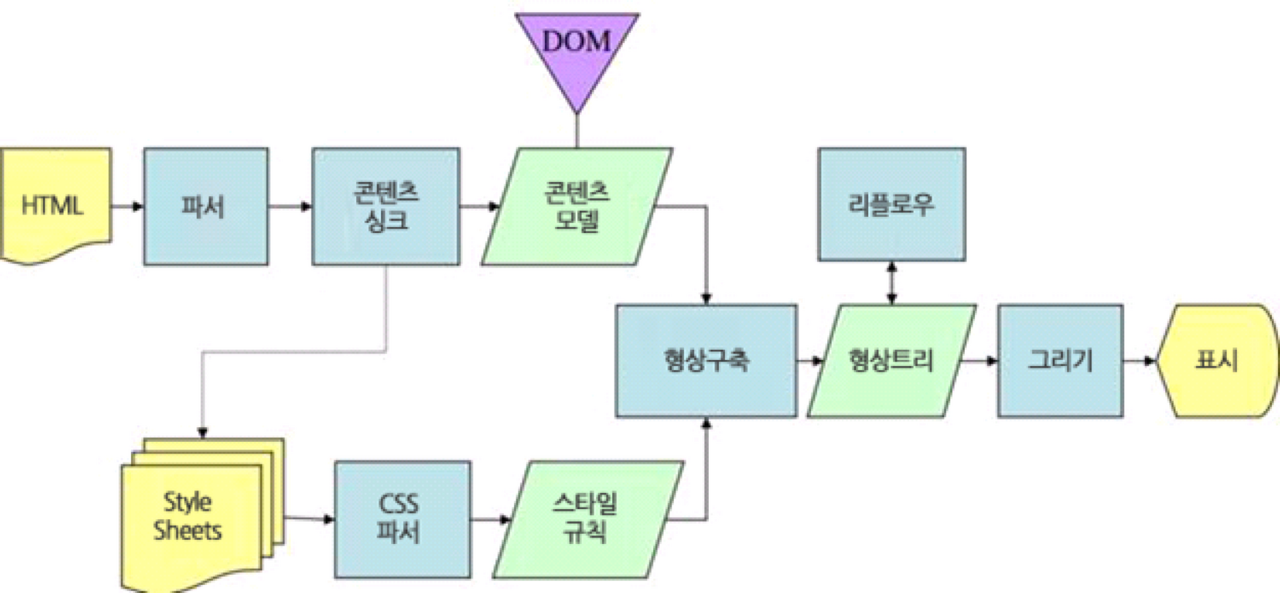 DOM
HTML
파서
콘텐츠
싱크
콘텐츠
모델
리플로우
형상구축
형상트리
그리기
표시
Style
Sheets
CSS
파서
스타일
규칙